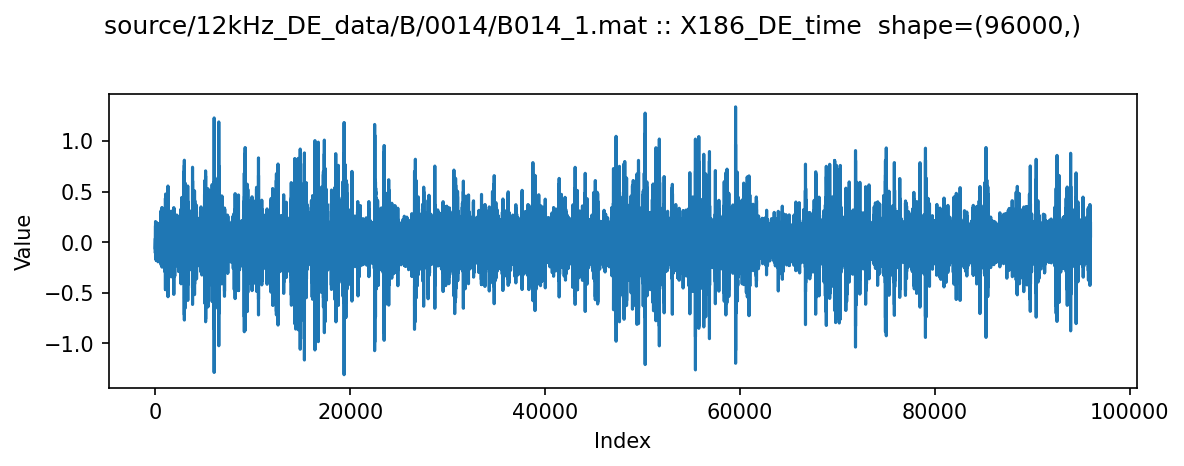 source/12kHz_DE_data/B/0014/B014_1.mat :: X186_DE_time  shape=(96000,)
1.0
0.5
0.0
−0.5
−1.0
Value
0 20000 40000 60000 80000 100000
Index